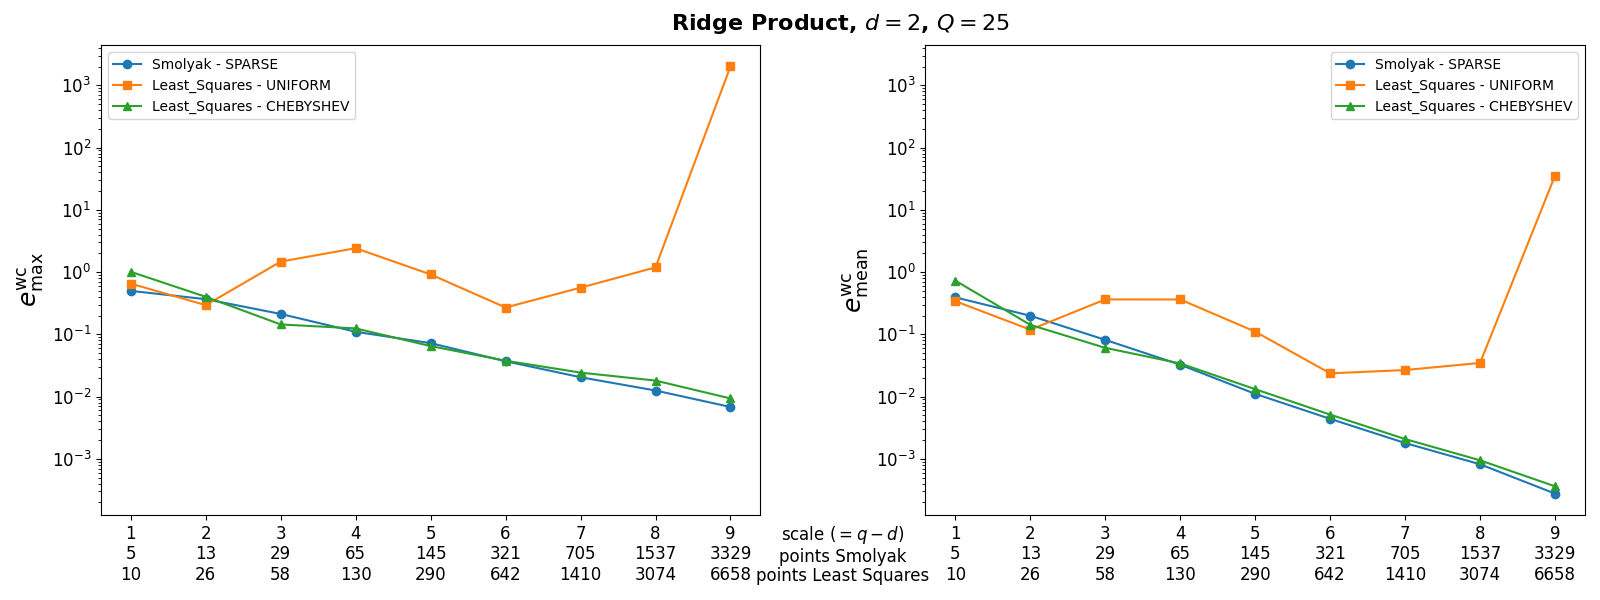 Ridge Product, d = 2, Q = 25
Smolyak - SPARSE
Least_Squares - UNIFORM
Least_Squares - CHEBYSHEV
10³
10²
10¹
10⁰
10⁻¹
10⁻²
10⁻³
e^wc_max
1 2 3 4 5 6 7 8 9
5 13 29 65 145 321 705 1537 3329
10 26 58 130 290 642 1410 3074 6658
scale (= q − d)
points Smolyak
points Least Squares
Smolyak - SPARSE
Least_Squares - UNIFORM
Least_Squares - CHEBYSHEV
10³
10²
10¹
10⁰
10⁻¹
10⁻²
10⁻³
e^wc_mean
1 2 3 4 5 6 7 8 9
5 13 29 65 145 321 705 1537 3329
10 26 58 130 290 642 1410 3074 6658